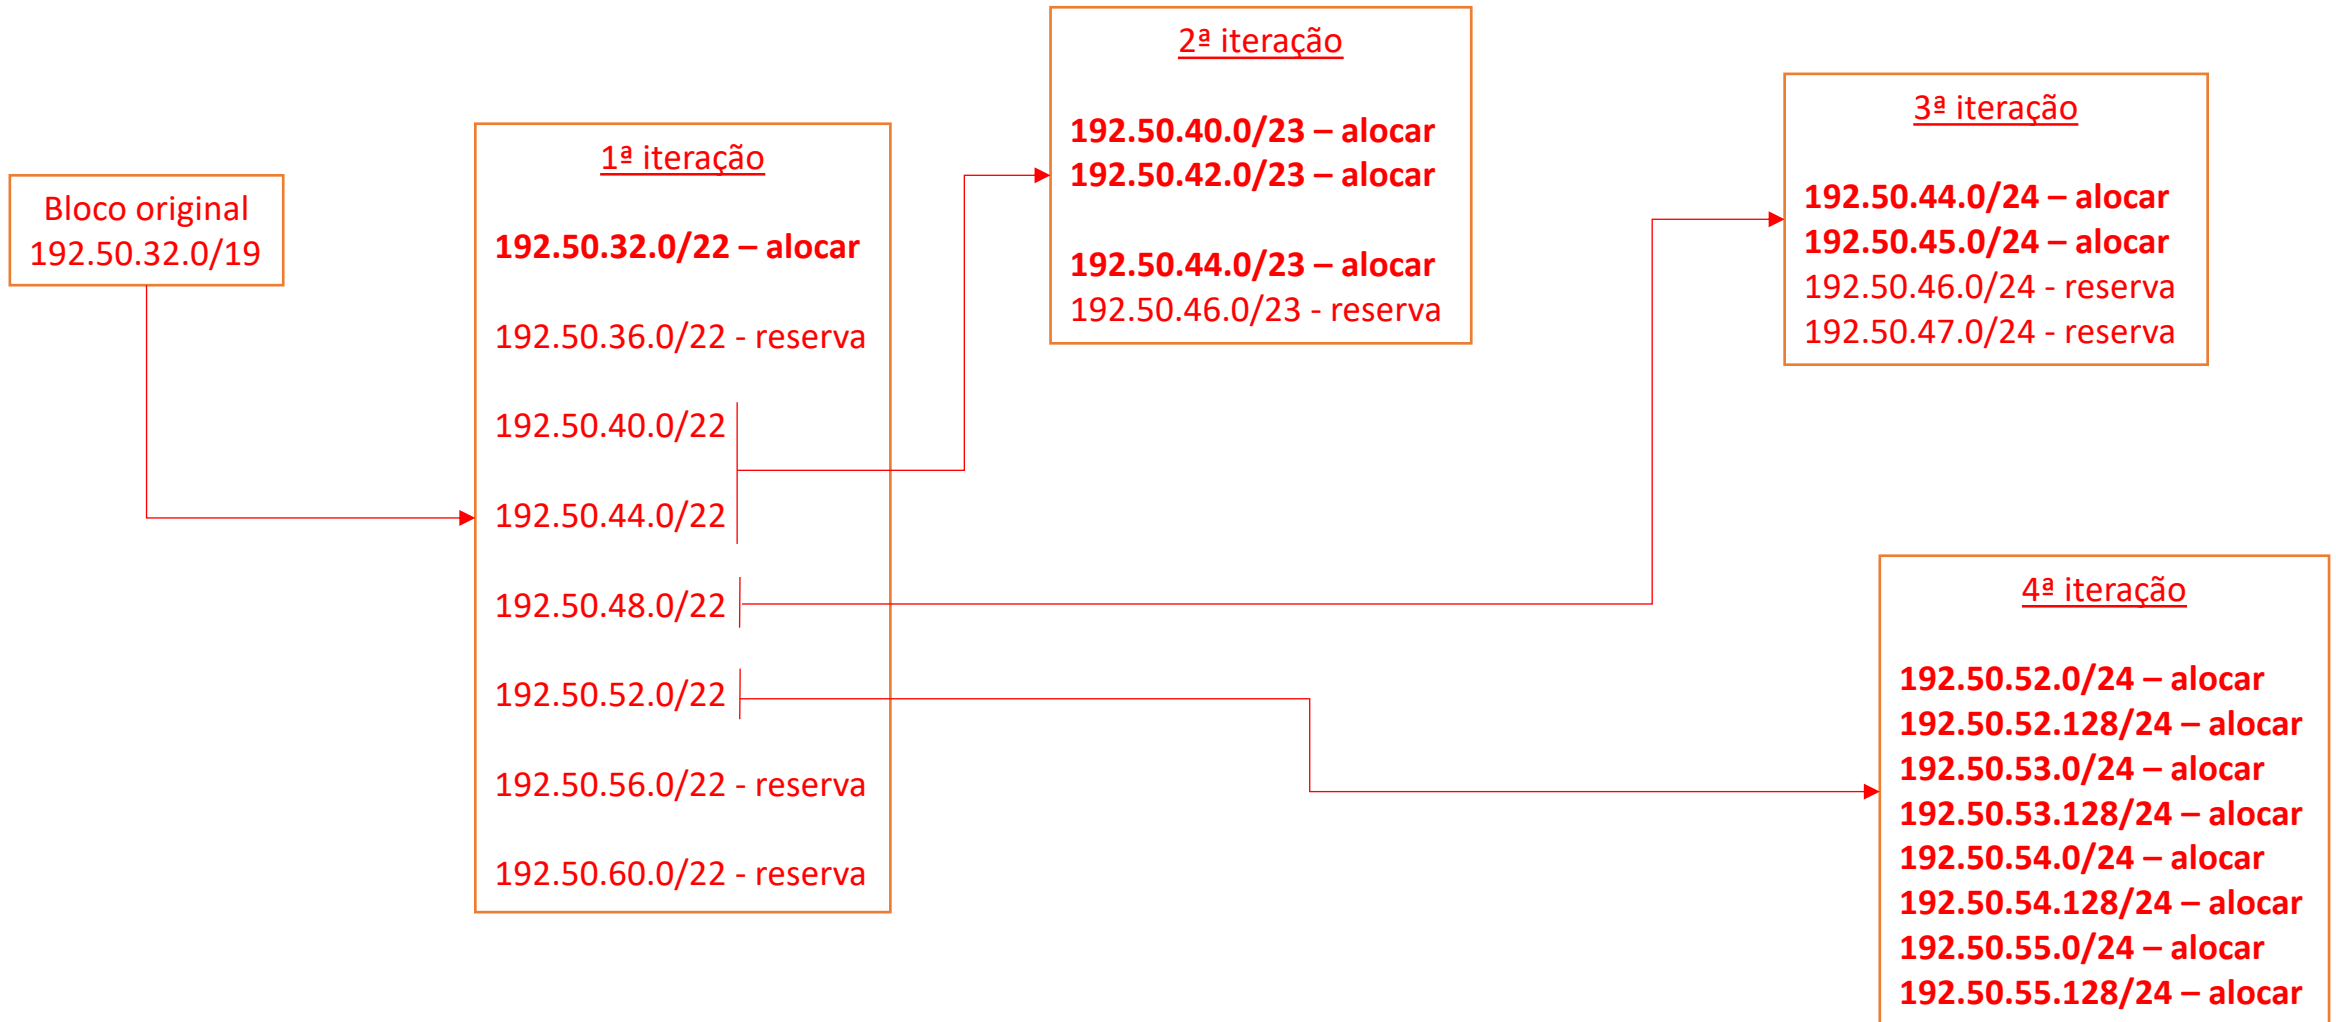 Bloco original
192.50.32.0/19
1ª iteração
192.50.32.0/22 – alocar
192.50.36.0/22 - reserva
192.50.40.0/22
192.50.44.0/22
192.50.48.0/22
192.50.52.0/22
192.50.56.0/22 - reserva
192.50.60.0/22 - reserva
2ª iteração
192.50.40.0/23 – alocar
192.50.42.0/23 – alocar
192.50.44.0/23 – alocar
192.50.46.0/23 - reserva
3ª iteração
192.50.44.0/24 – alocar
192.50.45.0/24 – alocar
192.50.46.0/24 - reserva
192.50.47.0/24 - reserva
4ª iteração
192.50.52.0/24 – alocar
192.50.52.128/24 – alocar
192.50.53.0/24 – alocar
192.50.53.128/24 – alocar
192.50.54.0/24 – alocar
192.50.54.128/24 – alocar
192.50.55.0/24 – alocar
192.50.55.128/24 – alocar